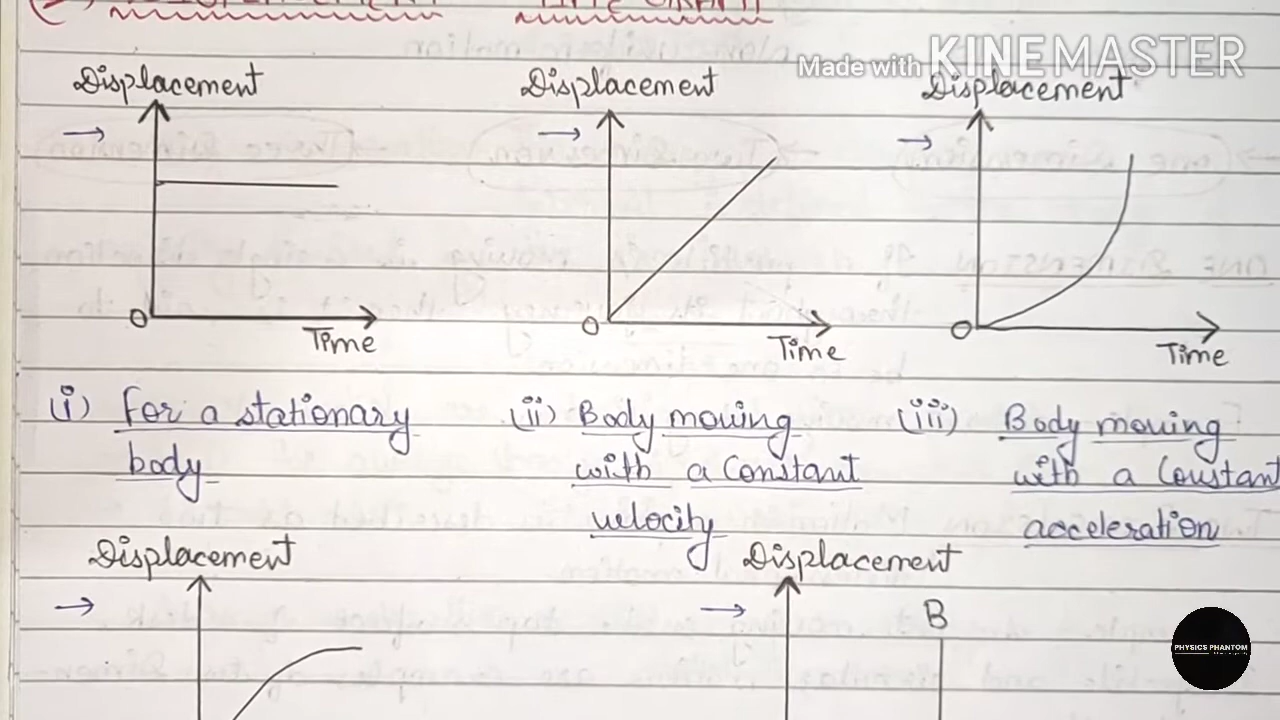 Made with KINEMASTER
Displacement
Displacement
Displacement
→
→
→
O
Time
O
Time
O
Time
(i) For a stationary
body
(ii) Body moving
with a Constant
velocity
(iii) Body moving
with a Constant
acceleration
Displacement
→
Displacement
→
B
PHYSICS PHANTOM